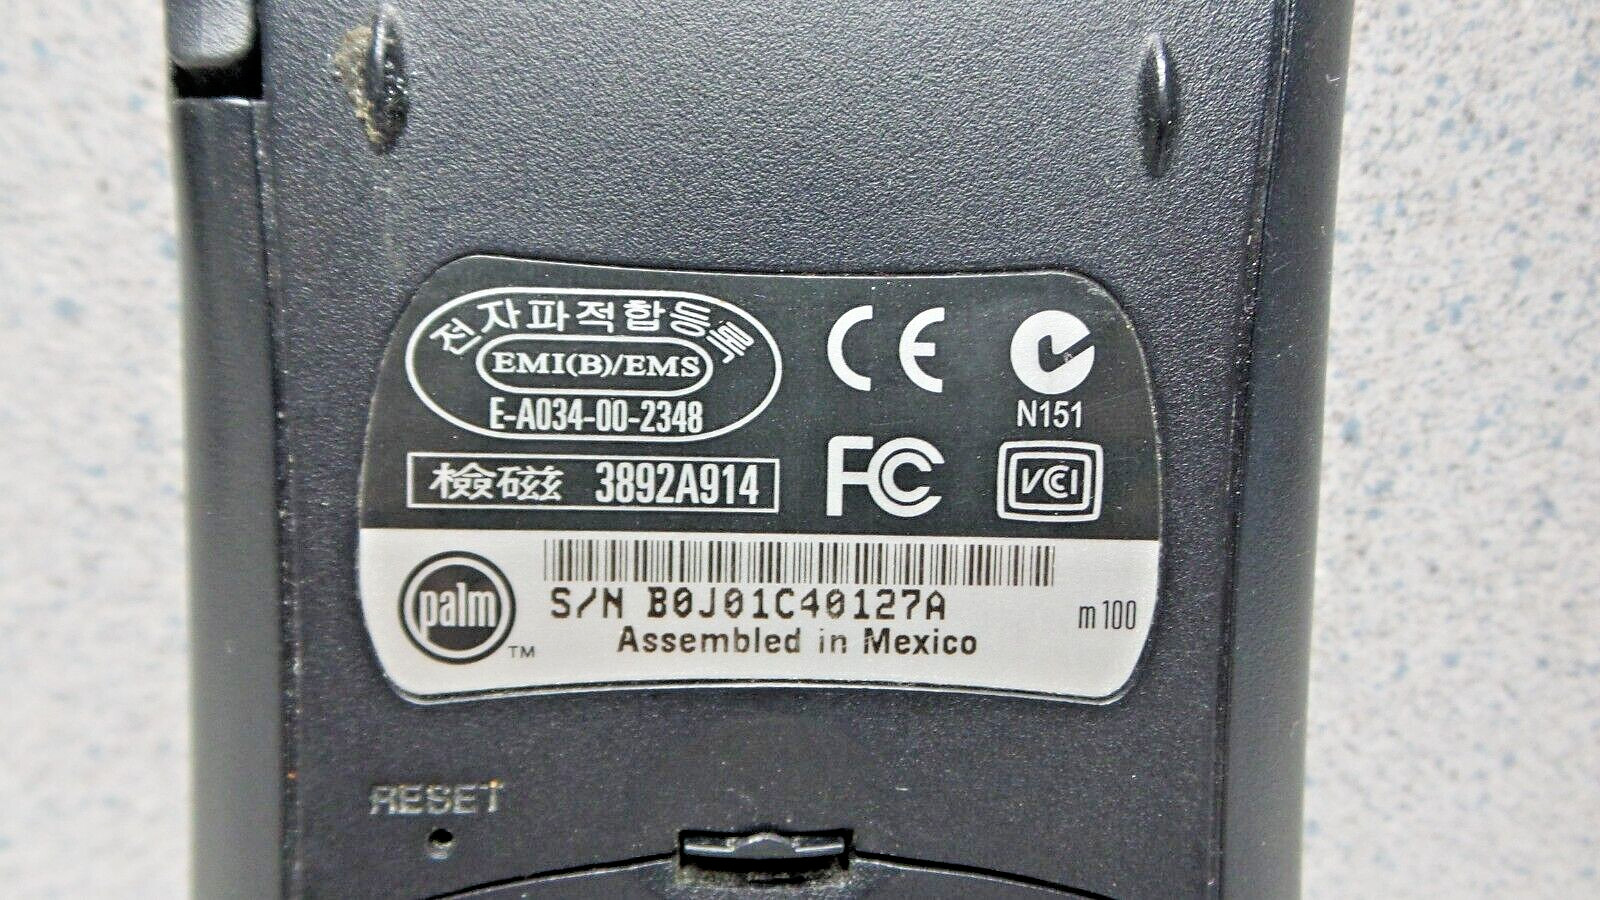 전자파적합등록
EMI(B)/EMS
E-A034-00-2348
檢磁 3892A914
CE
N151
FC
VCI
palm TM
S/N B0J01C40127A
m100
Assembled in Mexico
RESET